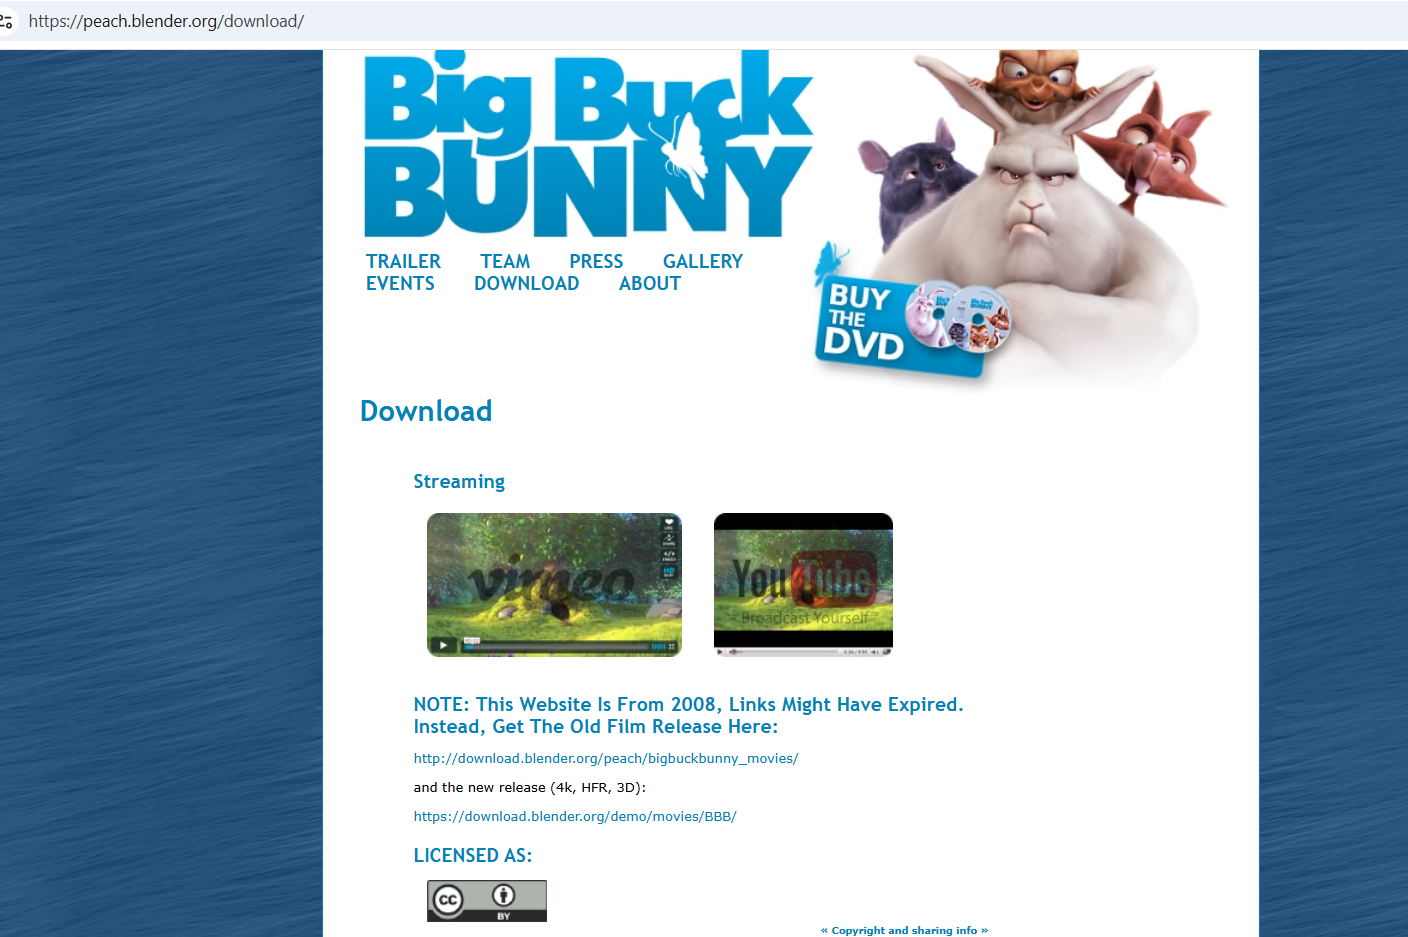 https://peach.blender.org/download/
Big Buck
BUNNY
TRAILER TEAM PRESS GALLERY
EVENTS DOWNLOAD ABOUT
BUY
THE
DVD
Download
Streaming
vimeo
YouTube
Broadcast Yourself
NOTE: This Website Is From 2008, Links Might Have Expired.
Instead, Get The Old Film Release Here:
http://download.blender.org/peach/bigbuckbunny_movies/
and the new release (4k, HFR, 3D):
https://download.blender.org/demo/movies/BBB/
LICENSED AS:
CC
BY
« Copyright and sharing info »